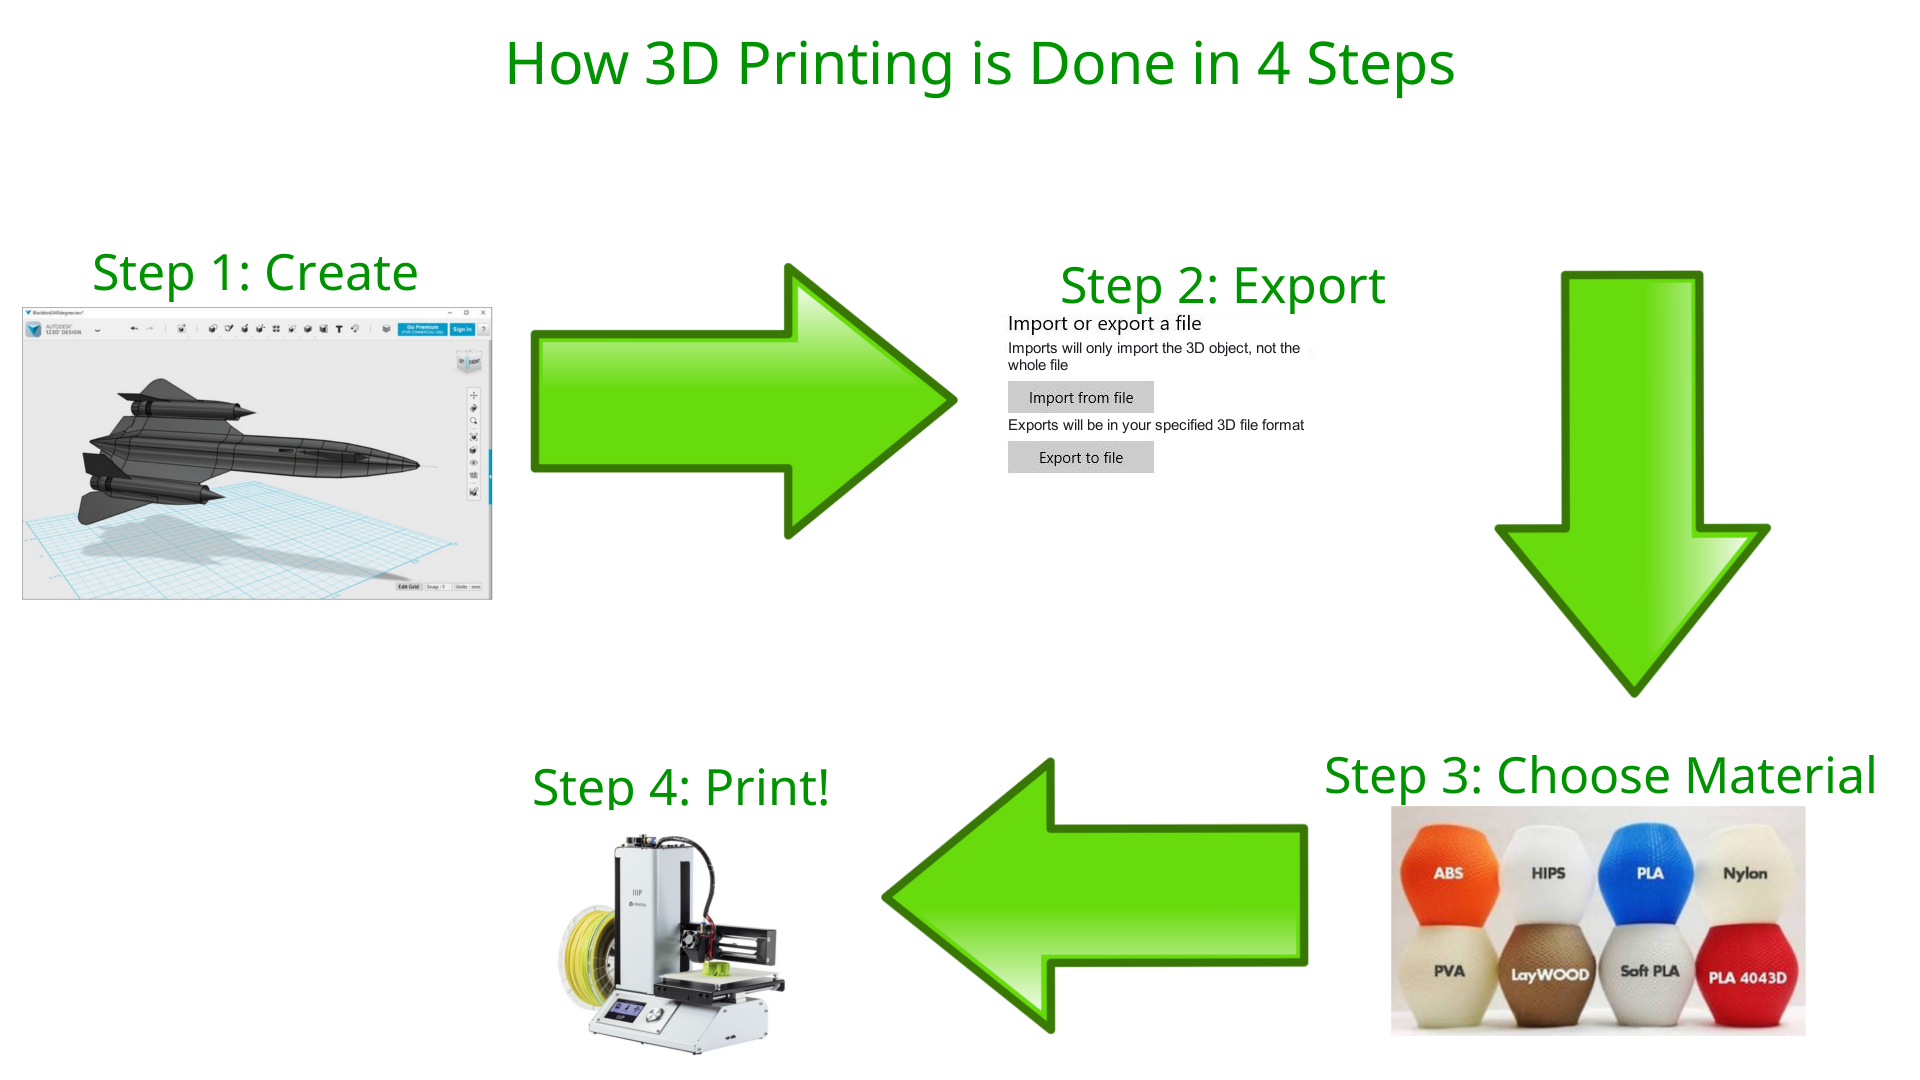 How 3D Printing is Done in 4 Steps
Step 1: Create
AUTODESK
123D DESIGN
Go Premium
Sign In
?
Edit Grid
Snap : 1
Units : mm
Step 2: Export
Import or export a file
Imports will only import the 3D object, not the
whole file
Import from file
Exports will be in your specified 3D file format
Export to file
Step 3: Choose Material
ABS
HIPS
PLA
Nylon
PVA
LayWOOD
Soft PLA
PLA 4043D
Step 4: Print!